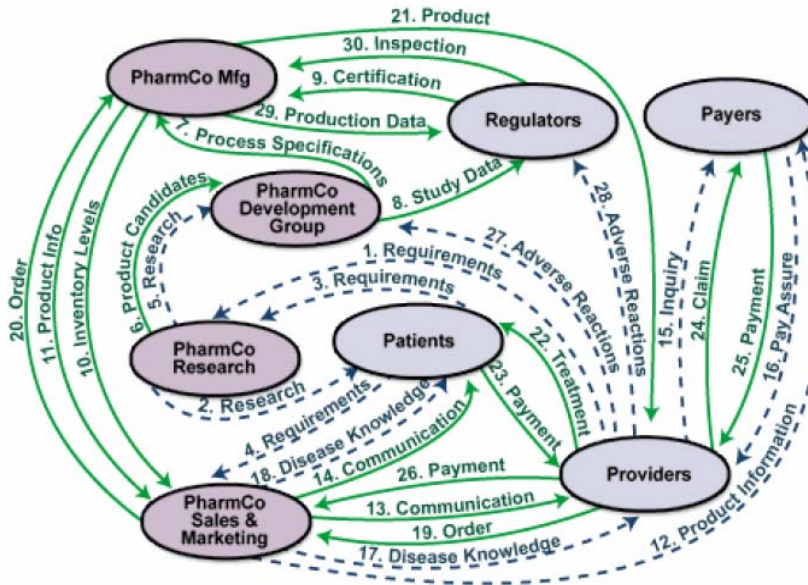 21. Product
30. Inspection
PharmCo Mfg
9. Certification
29. Production Data
Regulators
Payers
7. Process Specifications
PharmCo
Development
Group
8. Study Data
6. Product Candidates
5. Research
28. Adverse Reactions
27. Adverse Reactions
1. Requirements
3. Requirements
20. Order
11. Product Info
10. Inventory Levels
15. Inquiry
24. Claim
25. Payment
16. Pay Assure
PharmCo
Research
Patients
22. Treatment
23. Payment
2. Research
4. Requirements
18. Disease Knowledge
14. Communication
26. Payment
Providers
PharmCo
Sales &
Marketing
13. Communication
19. Order
17. Disease Knowledge
12. Product Information